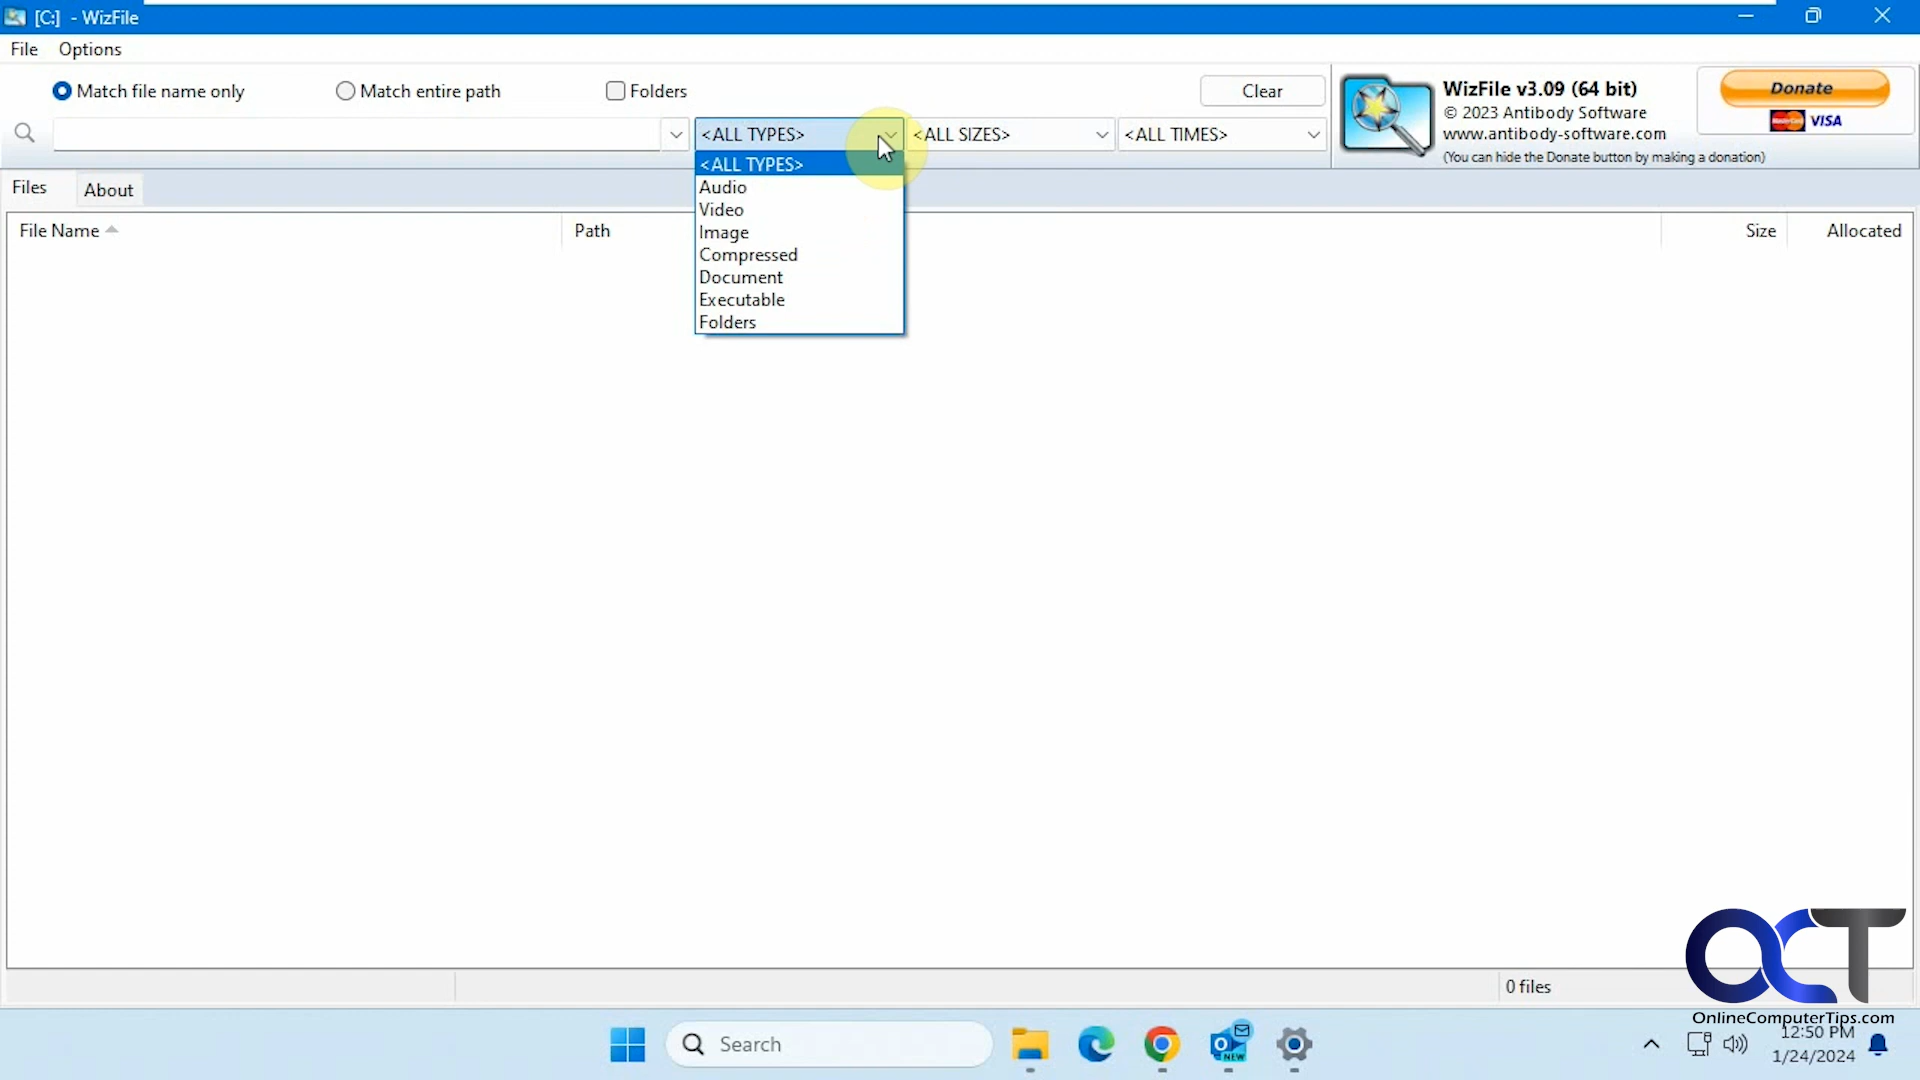 [C:] - WizFile
File Options
Match file name only Match entire path Folders Clear
<ALL TYPES> <ALL SIZES> <ALL TIMES>
<ALL TYPES>
Audio
Video
Image
Compressed
Document
Executable
Folders
WizFile v3.09 (64 bit)
© 2023 Antibody Software
www.antibody-software.com
(You can hide the Donate button by making a donation)
Donate
MasterCard VISA
Files About
File Name Path Size Allocated
0 files
OCT
OnlineComputerTips.com
Search
NEW
12:50 PM
1/24/2024